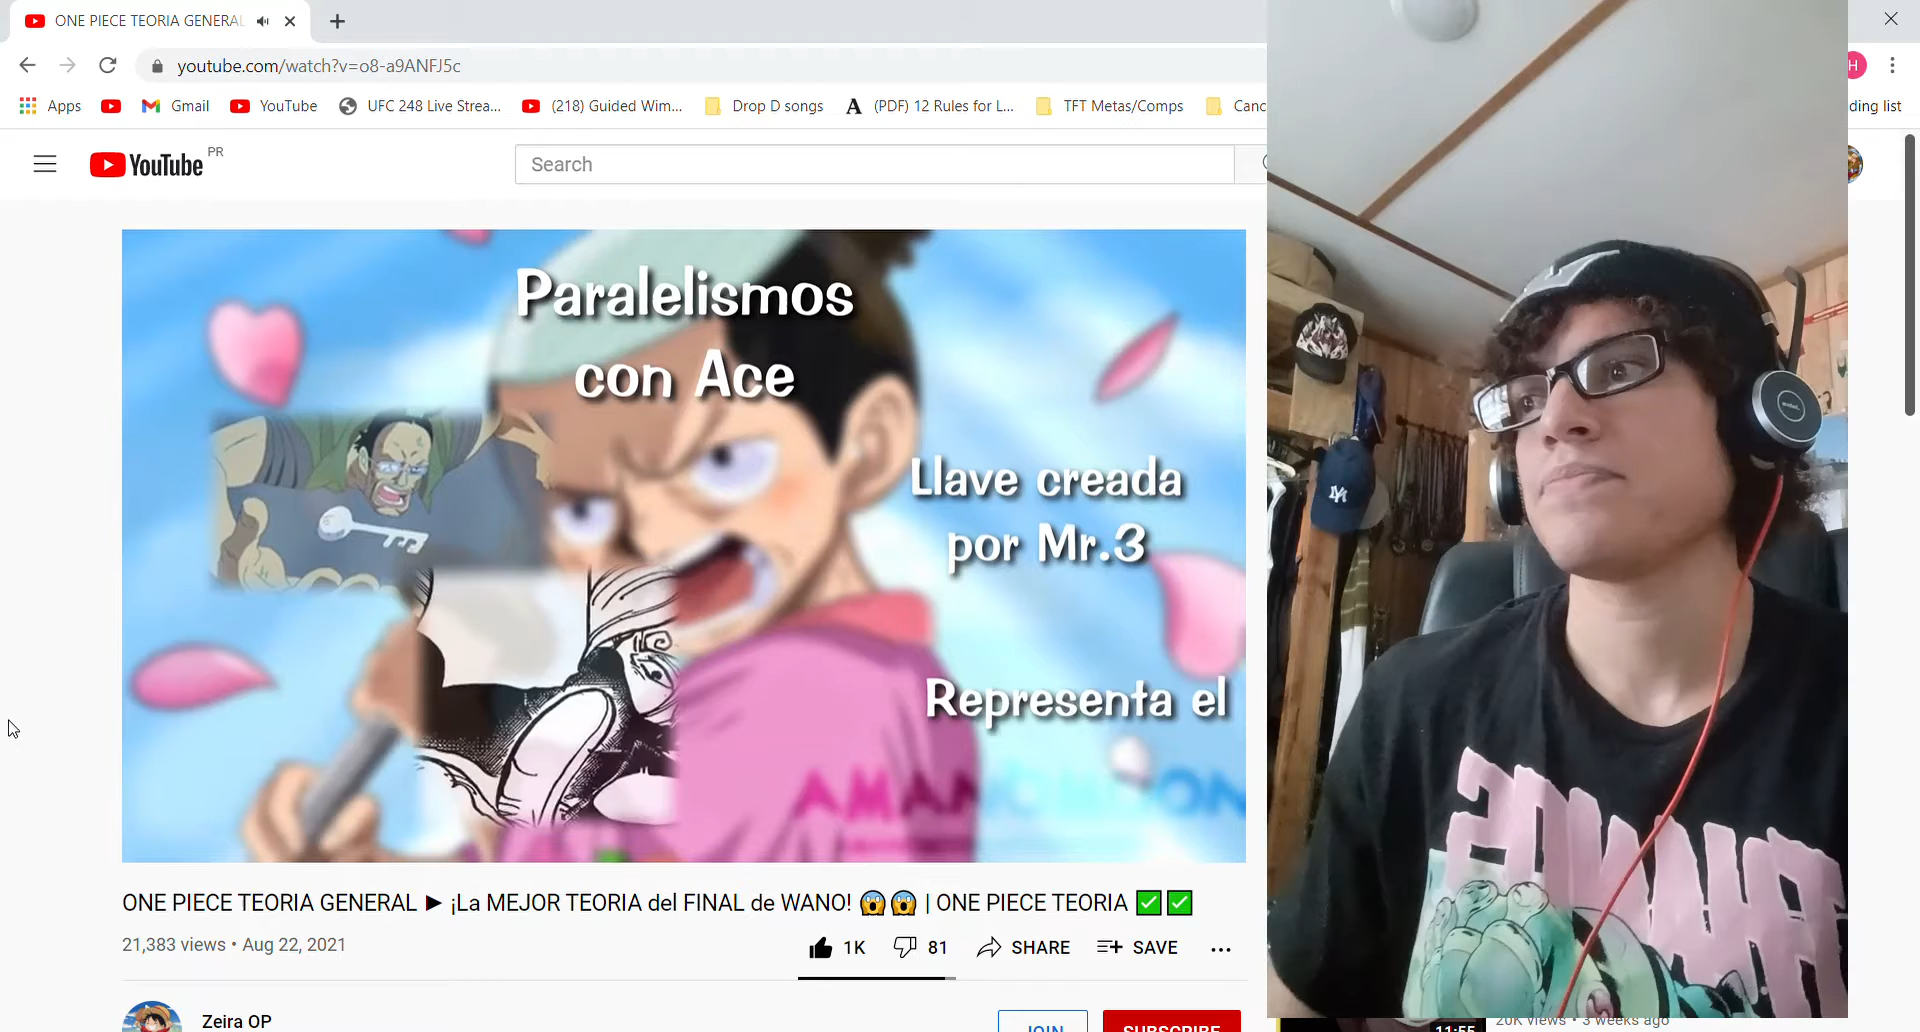 ONE PIECE TEORIA GENERAL
youtube.com/watch?v=o8-a9ANFJ5c
H
Apps
Gmail
YouTube
UFC 248 Live Strea...
(218) Guided Wim...
Drop D songs
A
(PDF) 12 Rules for L...
TFT Metas/Comps
Canc
ding list
YouTube PR
Search
Paralelismos
con Ace
Llave creada
por Mr.3
Representa el
ONE PIECE TEORIA GENERAL ► ¡La MEJOR TEORIA del FINAL de WANO! 😱😱 | ONE PIECE TEORIA ✅✅
21,383 views • Aug 22, 2021
1K
81
SHARE
SAVE
...
Zeira OP
JOIN
SUBSCRIBE
11:55
20K views • 3 weeks ago